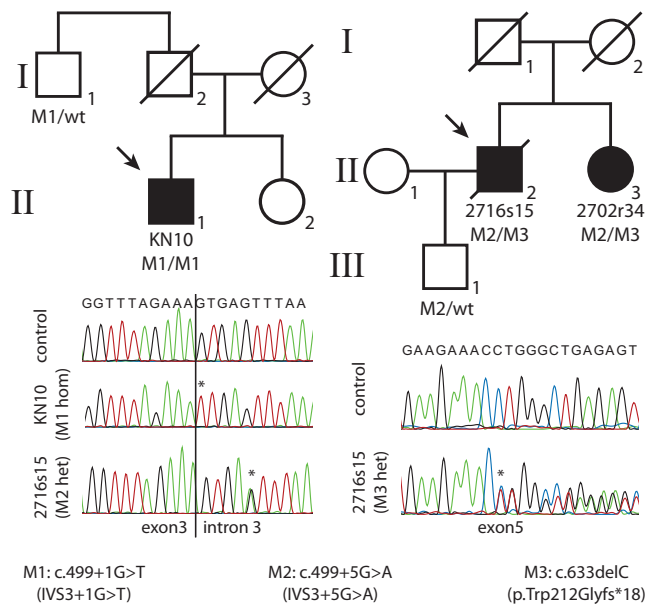 I
1
2
3
M1/wt
II
1
2
KN10
M1/M1
I
1
2
II
1
2
3
2716s15
2702r34
M2/M3
M2/M3
III
1
M2/wt
GGTTTAGAAAGTGAGTTTAA
control
KN10
(M1 hom)
*
2716s15
(M2 het)
*
exon3
intron 3
GAAGAAACCTGGGCTGAGAGT
control
2716s15
(M3 het)
*
exon5
M1: c.499+1G>T
(IVS3+1G>T)
M2: c.499+5G>A
(IVS3+5G>A)
M3: c.633delC
(p.Trp212Glyfs*18)